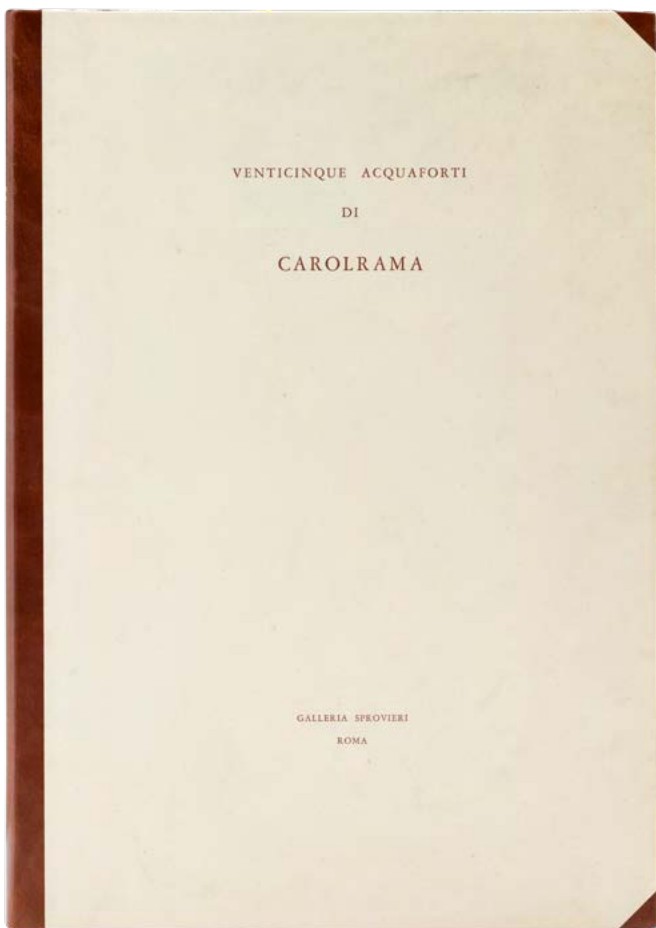 VENTICINQUE ACQUAFORTI
DI
CAROLRAMA
GALLERIA SPROVIERI
ROMA